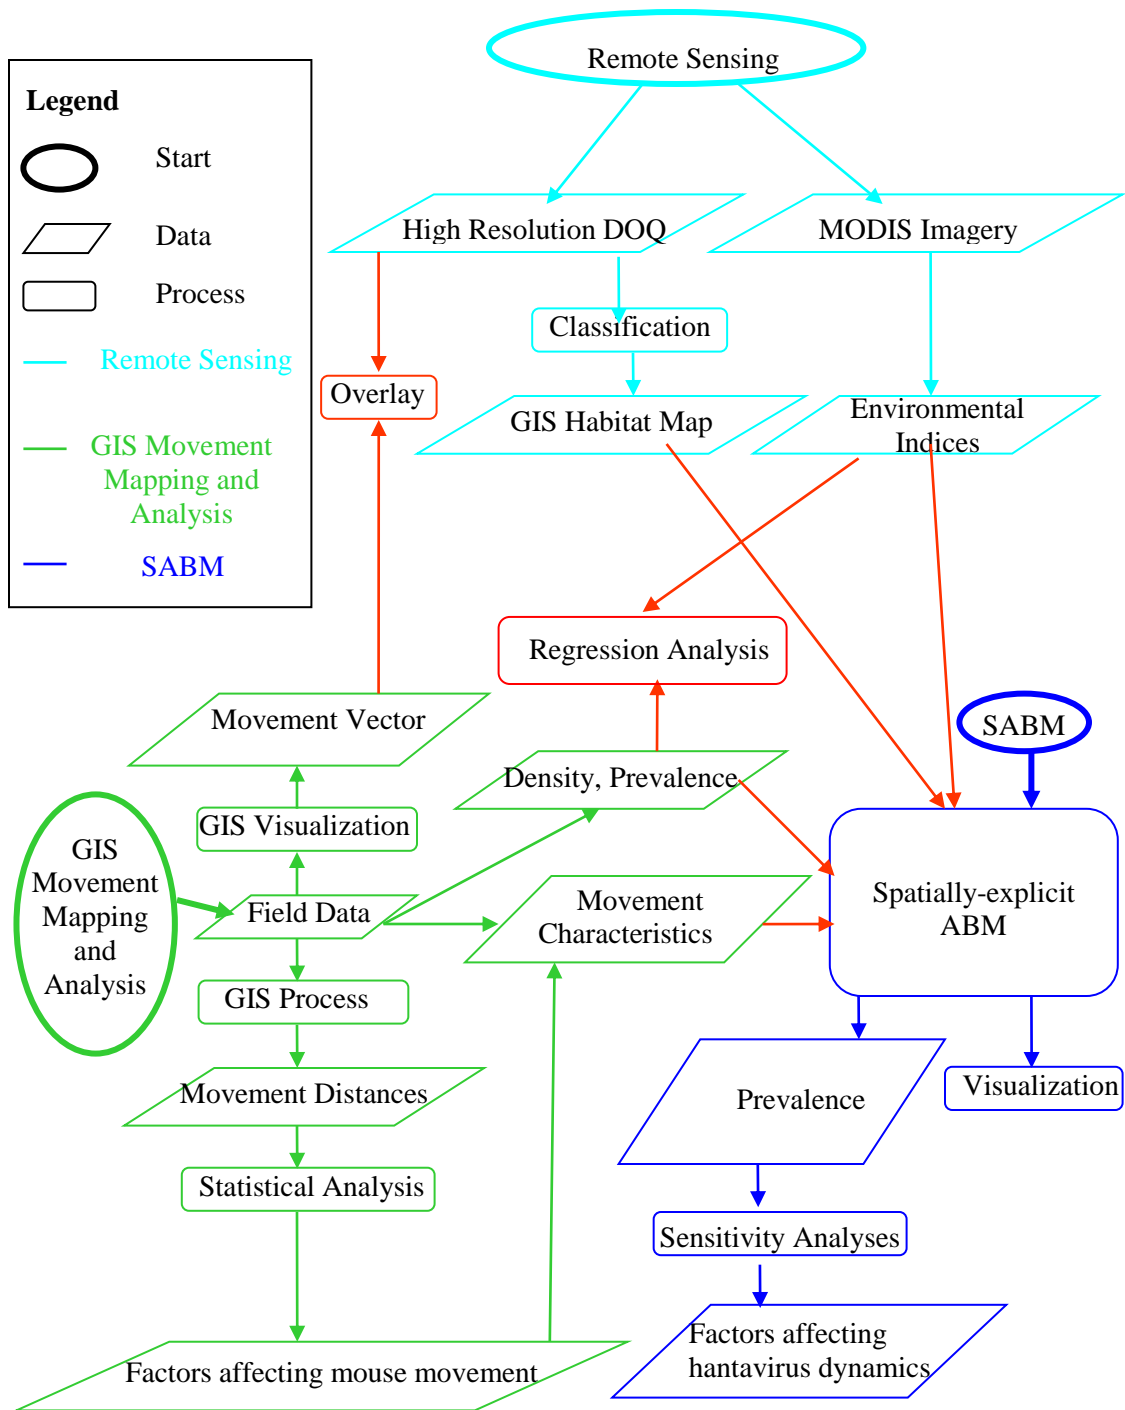 Remote Sensing
Legend
Start
Data
Process
Remote Sensing
GIS Movement
Mapping and
Analysis
SABM
High Resolution DOQ
MODIS Imagery
Classification
Overlay
GIS Habitat Map
Environmental
Indices
Regression Analysis
Movement Vector
SABM
Density, Prevalence
GIS Visualization
GIS
Movement
Mapping
and
Analysis
Field Data
Movement
Characteristics
Spatially-explicit
ABM
GIS Process
Movement Distances
Prevalence
Visualization
Statistical Analysis
Sensitivity Analyses
Factors affecting mouse movement
Factors affecting
hantavirus dynamics